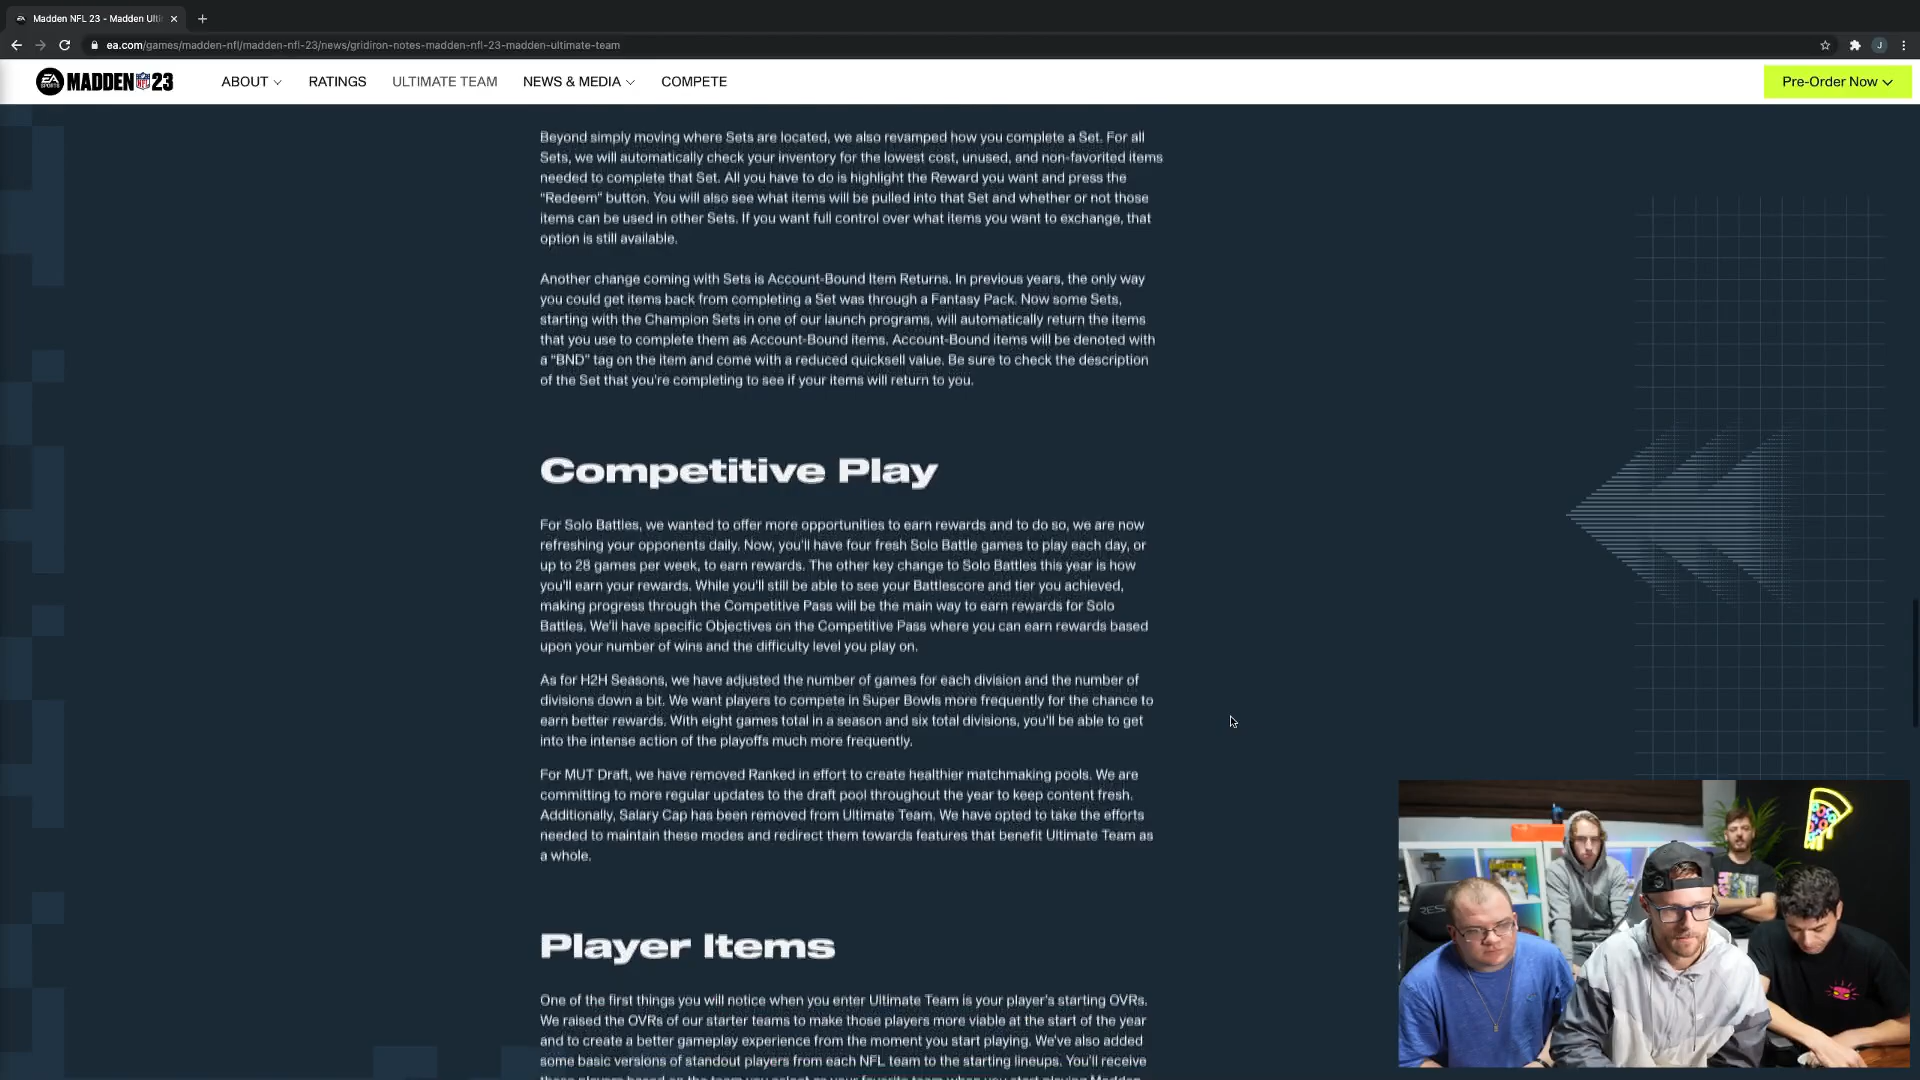 Madden NFL 23 - Madden Ulti
ea.com/games/madden-nfl/madden-nfl-23/news/gridiron-notes-madden-nfl-23-madden-ultimate-team
J
EA SPORTS MADDEN NFL 23
ABOUT
RATINGS
ULTIMATE TEAM
NEWS & MEDIA
COMPETE
Pre-Order Now
Beyond simply moving where Sets are located, we also revamped how you complete a Set. For all
Sets, we will automatically check your inventory for the lowest cost, unused, and non-favorited items
needed to complete that Set. All you have to do is highlight the Reward you want and press the
“Redeem” button. You will also see what items will be pulled into that Set and whether or not those
items can be used in other Sets. If you want full control over what items you want to exchange, that
option is still available.
Another change coming with Sets is Account-Bound Item Returns. In previous years, the only way
you could get items back from completing a Set was through a Fantasy Pack. Now some Sets,
starting with the Champion Sets in one of our launch programs, will automatically return the items
that you use to complete them as Account-Bound items. Account-Bound items will be denoted with
a “BND” tag on the item and come with a reduced quicksell value. Be sure to check the description
of the Set that you’re completing to see if your items will return to you.
Competitive Play
For Solo Battles, we wanted to offer more opportunities to earn rewards and to do so, we are now
refreshing your opponents daily. Now, you’ll have four fresh Solo Battle games to play each day, or
up to 28 games per week, to earn rewards. The other key change to Solo Battles this year is how
you’ll earn your rewards. While you’ll still be able to see your Battlescore and tier you achieved,
making progress through the Competitive Pass will be the main way to earn rewards for Solo
Battles. We’ll have specific Objectives on the Competitive Pass where you can earn rewards based
upon your number of wins and the difficulty level you play on.
As for H2H Seasons, we have adjusted the number of games for each division and the number of
divisions down a bit. We want players to compete in Super Bowls more frequently for the chance to
earn better rewards. With eight games total in a season and six total divisions, you’ll be able to get
into the intense action of the playoffs much more frequently.
For MUT Draft, we have removed Ranked in effort to create healthier matchmaking pools. We are
committing to more regular updates to the draft pool throughout the year to keep content fresh.
Additionally, Salary Cap has been removed from Ultimate Team. We have opted to take the efforts
needed to maintain these modes and redirect them towards features that benefit Ultimate Team as
a whole.
Player Items
One of the first things you will notice when you enter Ultimate Team is your player’s starting OVRs.
We raised the OVRs of our starter teams to make those players more viable at the start of the year
and to create a better gameplay experience from the moment you start playing. We’ve also added
some basic versions of standout players from each NFL team to the starting lineups. You’ll receive